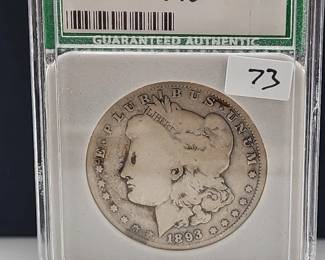 GUARANTEED AUTHENTIC
73
E·PLURIBUS·UNUM
LIBERTY
1893